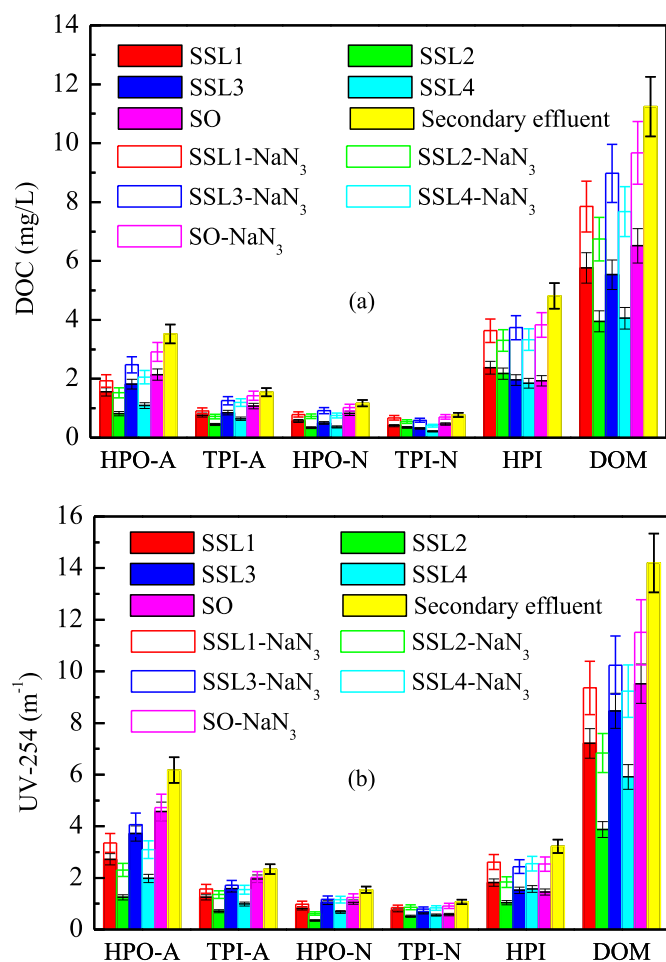 14
12
10
8
6
4
2
0
DOC (mg/L)
SSL1
SSL2
SSL3
SSL4
SO
Secondary effluent
SSL1-NaN₃
SSL2-NaN₃
SSL3-NaN₃
SSL4-NaN₃
SO-NaN₃
(a)
HPO-A TPI-A HPO-N TPI-N HPI DOM
16
14
12
10
8
6
4
2
0
UV-254 (m⁻¹)
SSL1
SSL2
SSL3
SSL4
SO
Secondary effluent
SSL1-NaN₃
SSL2-NaN₃
SSL3-NaN₃
SSL4-NaN₃
SO-NaN₃
(b)
HPO-A TPI-A HPO-N TPI-N HPI DOM